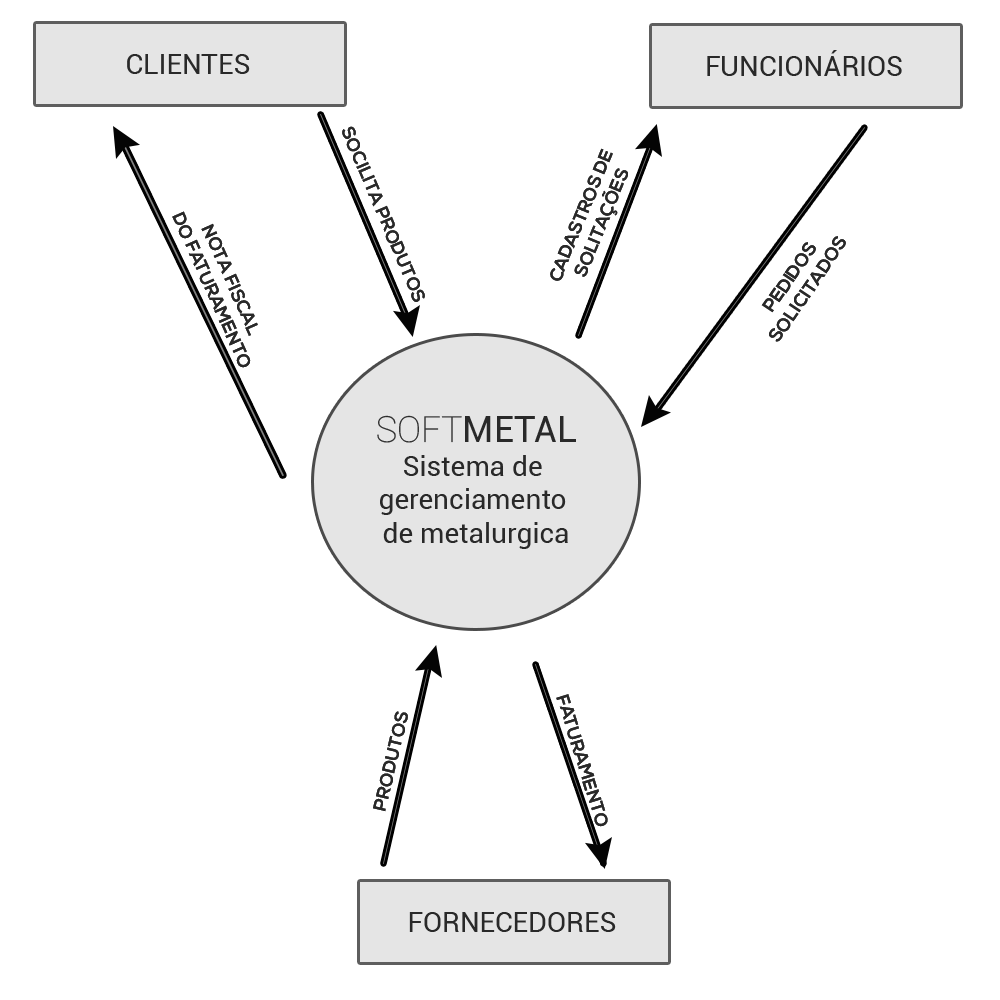 CLIENTES
FUNCIONÁRIOS
SOCILITA PRODUTOS
NOTA FISCAL
DO FATURAMENTO
CADASTROS DE
SOLITAÇÕES
PEDIDOS
SOLICITADOS
SOFTMETAL
Sistema de
gerenciamento
de metalurgica
PRODUTOS
FATURAMENTO
FORNECEDORES